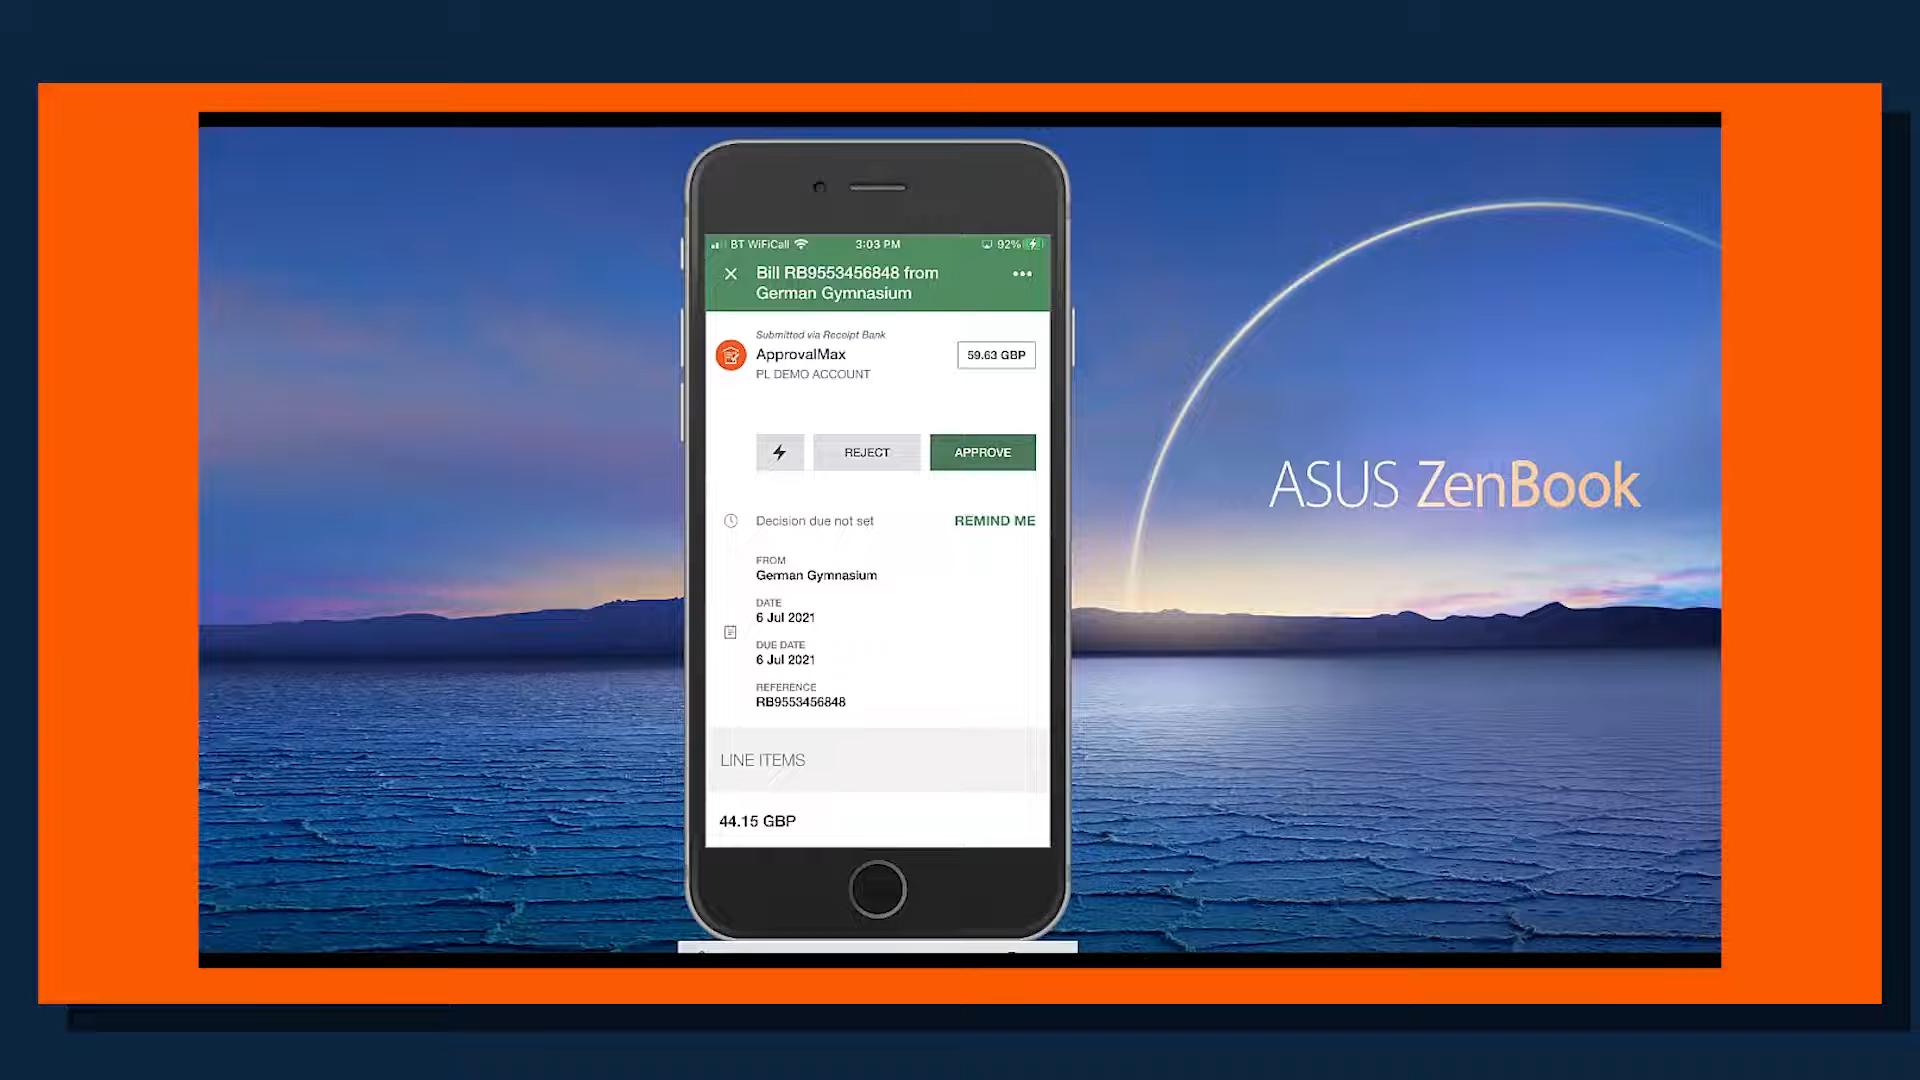 BT WiFiCall 3:03 PM 92%
Bill RB9553456848 from
German Gymnasium
Submitted via Receipt Bank
ApprovalMax
59.63 GBP
PL DEMO ACCOUNT
REJECT
APPROVE
Decision due not set
REMIND ME
FROM
German Gymnasium
DATE
6 Jul 2021
DUE DATE
6 Jul 2021
REFERENCE
RB9553456848
LINE ITEMS
44.15 GBP
ASUS ZenBook